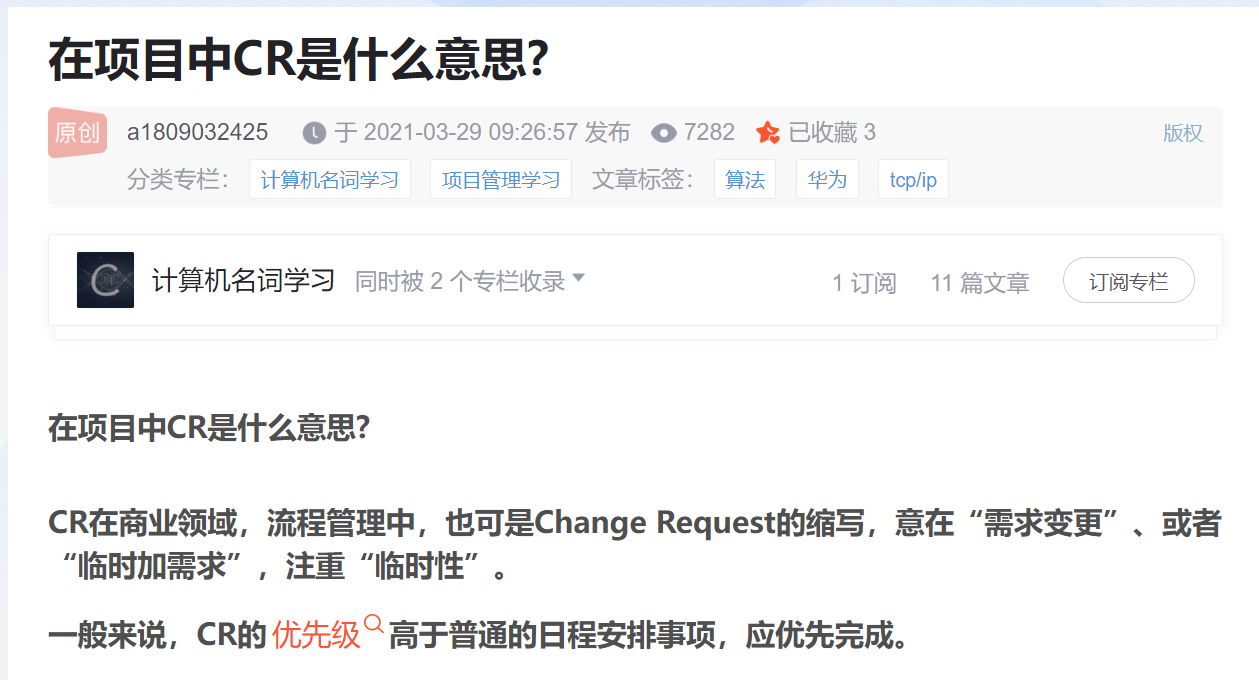 在项目中CR是什么意思?
原创 a1809032425 于 2021-03-29 09:26:57 发布 7282 已收藏 3 版权
分类专栏： 计算机名词学习 项目管理学习 文章标签： 算法 华为 tcp/ip
C 计算机名词学习 同时被 2 个专栏收录 1 订阅 11 篇文章 订阅专栏
在项目中CR是什么意思?
CR在商业领域，流程管理中，也可是Change Request的缩写，意在“需求变更”、或者
“临时加需求”，注重“临时性”。
一般来说，CR的 优先级 高于普通的日程安排事项，应优先完成。